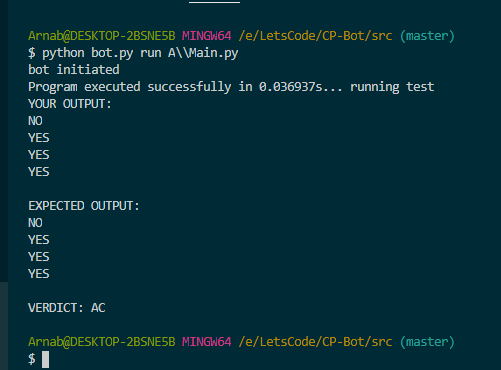 Arnab@DESKTOP-2BSNE5B MINGW64 /e/LetsCode/CP-Bot/src (master)
$ python bot.py run A\\Main.py
bot initiated
Program executed successfully in 0.036937s... running test
YOUR OUTPUT:
NO
YES
YES
YES
EXPECTED OUTPUT:
NO
YES
YES
YES
VERDICT: AC
Arnab@DESKTOP-2BSNE5B MINGW64 /e/LetsCode/CP-Bot/src (master)
$